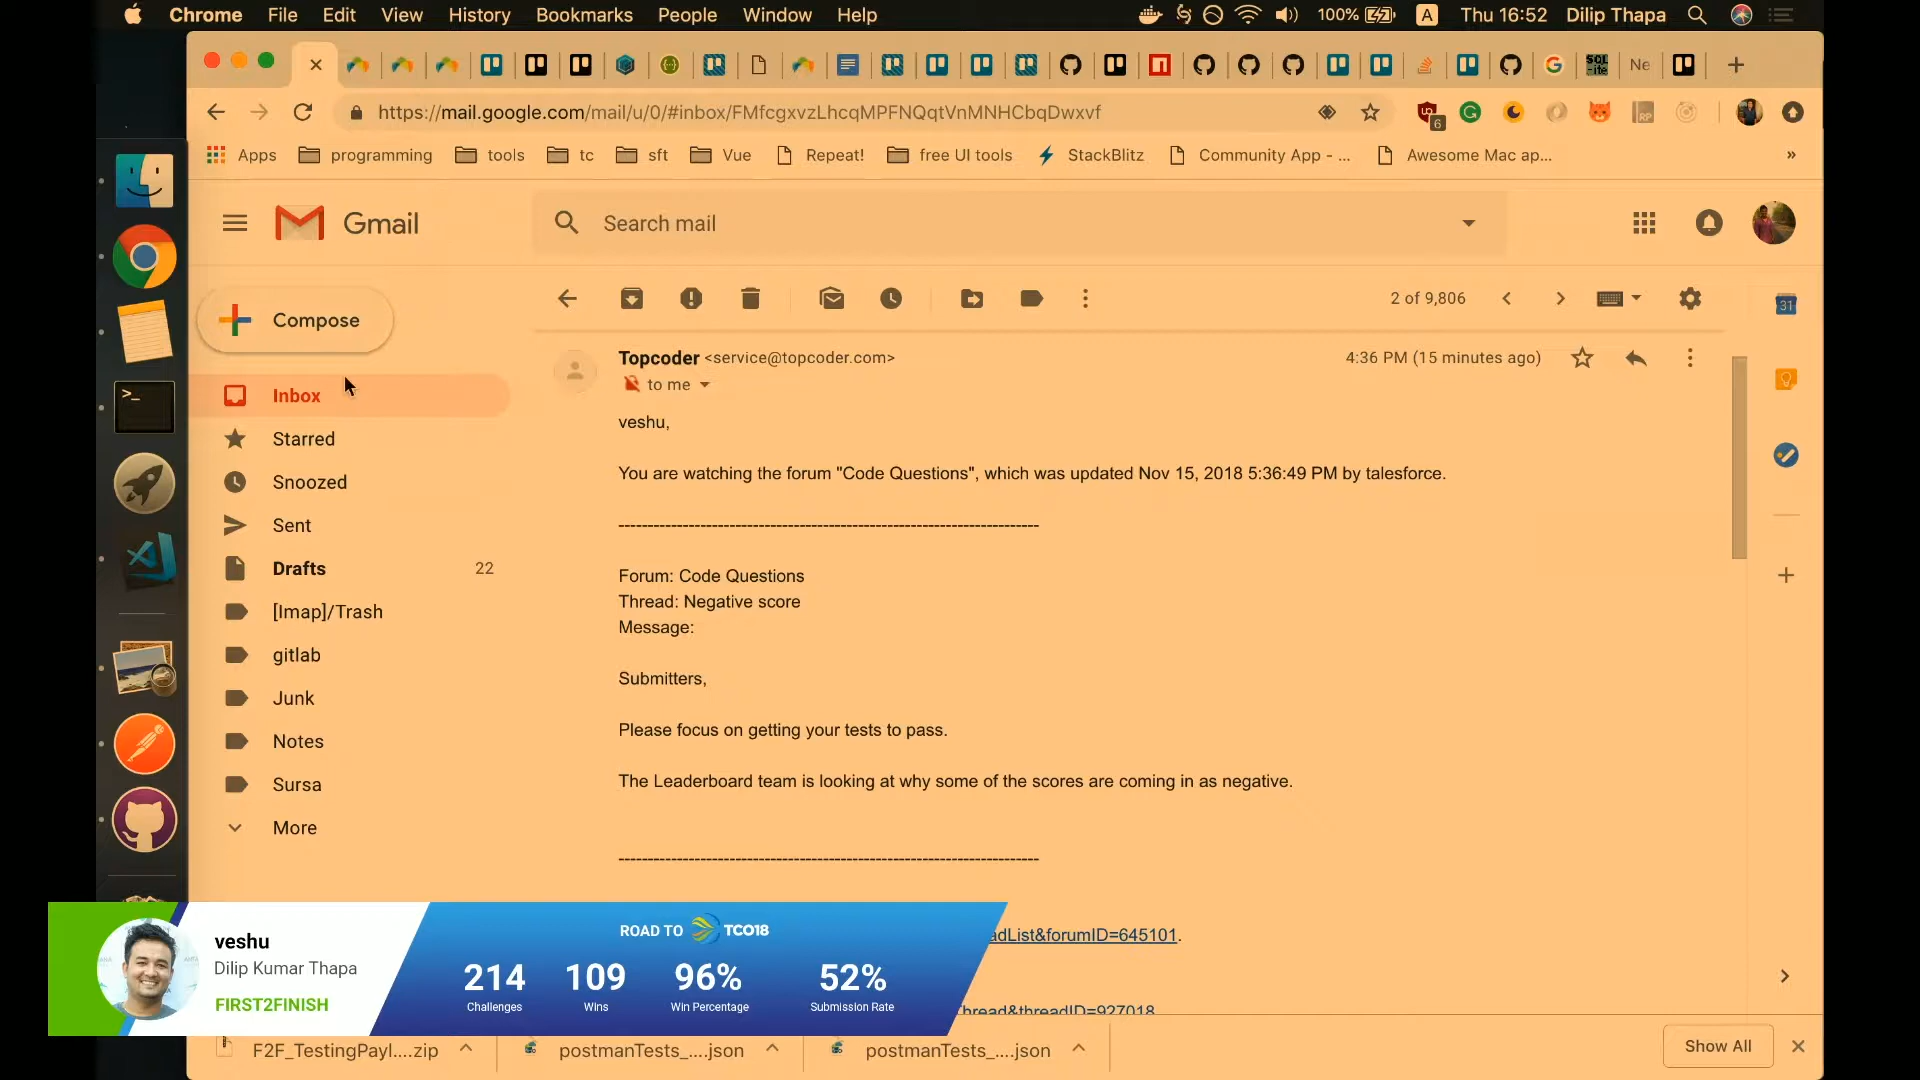 Chrome File Edit View History Bookmarks People Window Help
100% A Thu 16:52 Dilip Thapa
Ne
https://mail.google.com/mail/u/0/#inbox/FMfcgxvzLhcqMPFNQqtVnMNHCbqDwxvf
6
Apps programming tools tc sft Vue Repeat! free UI tools StackBlitz Community App - ... Awesome Mac ap... »
Gmail
Search mail
Compose
2 of 9,806
31
Inbox
Starred
Snoozed
Sent
Drafts 22
[Imap]/Trash
gitlab
Junk
Notes
Sursa
More
Topcoder <service@topcoder.com>
4:36 PM (15 minutes ago)
to me
veshu,
You are watching the forum "Code Questions", which was updated Nov 15, 2018 5:36:49 PM by talesforce.
Forum: Code Questions
Thread: Negative score
Message:
Submitters,
Please focus on getting your tests to pass.
The Leaderboard team is looking at why some of the scores are coming in as negative.
adList&forumID=645101.
hread&threadID=927018
veshu
Dilip Kumar Thapa
FIRST2FINISH
ROAD TO TCO18
214 109 96% 52%
Challenges Wins Win Percentage Submission Rate
F2F_TestingPayl....zip
postmanTests_....json
postmanTests_....json
Show All